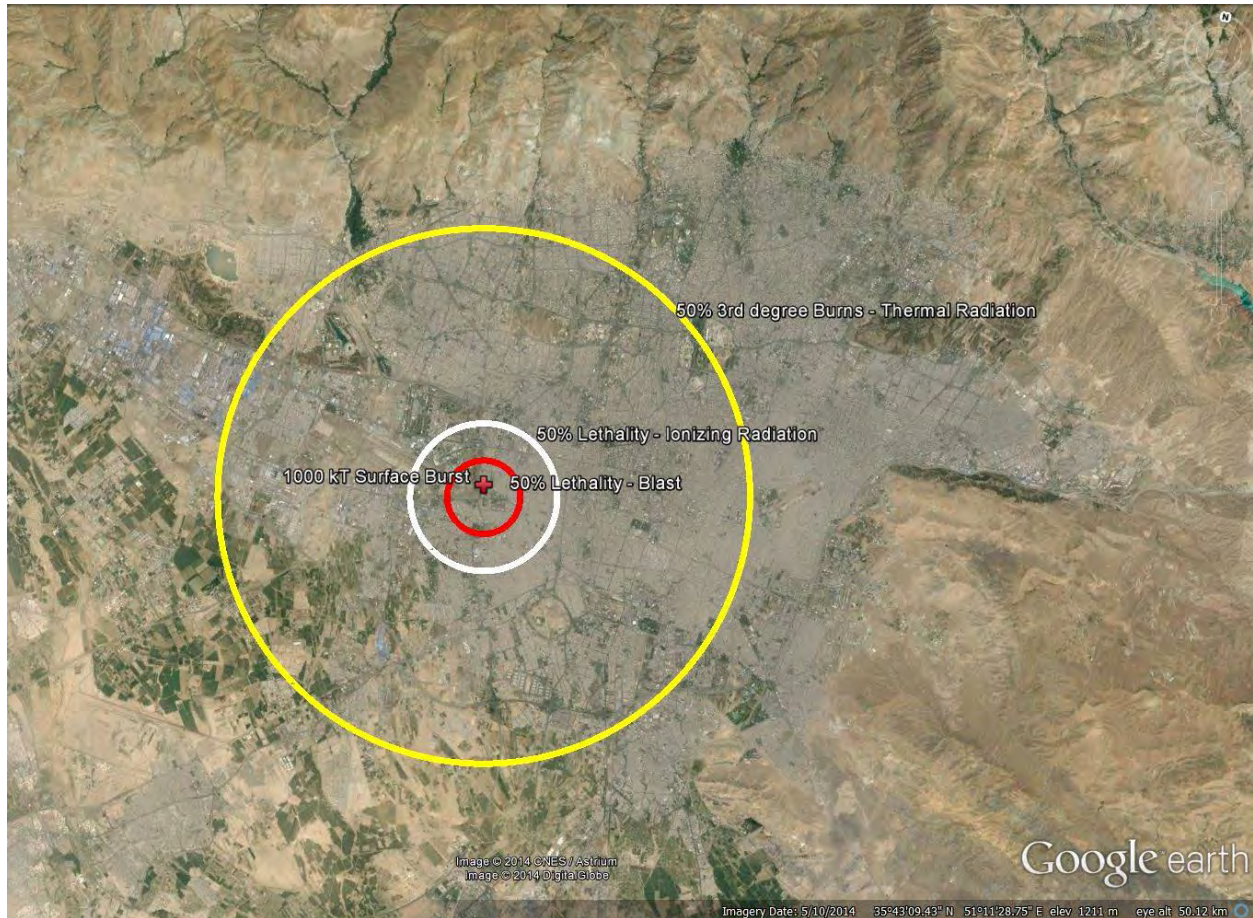 N
50% 3rd degree Burns - Thermal Radiation
50% Lethality - Ionizing Radiation
1000 kT Surface Burst
50% Lethality - Blast
Image © 2014 CNES / Astrium
Image © 2014 DigitalGlobe
Google earth
Imagery Date: 5/10/2014 35°43'09.43" N 51°11'28.75" E elev 1211 m eye alt 50.12 km